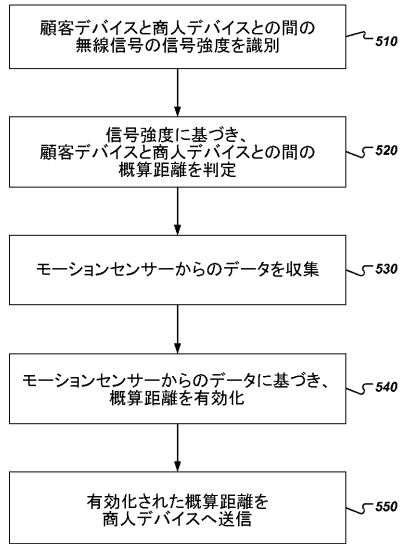 顧客デバイスと商人デバイスとの間の
無線信号の信号強度を識別
510
信号強度に基づき、
顧客デバイスと商人デバイスとの間の
概算距離を判定
520
モーションセンサーからのデータを収集
530
モーションセンサーからのデータに基づき、
概算距離を有効化
540
有効化された概算距離を
商人デバイスへ送信
550